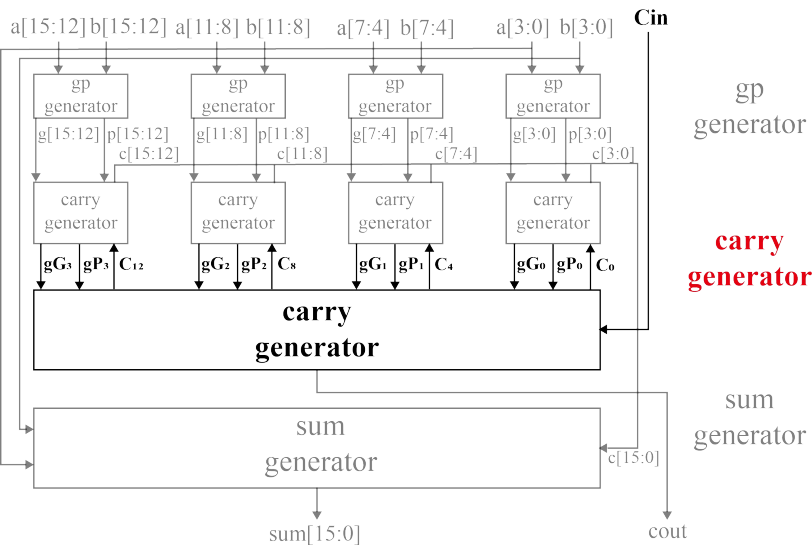 Cin
a[15:12] b[15:12] a[11:8] b[11:8] a[7:4] b[7:4] a[3:0] b[3:0]
gp generator gp generator gp generator gp generator
gp generator
g[15:12] p[15:12] g[11:8] p[11:8] g[7:4] p[7:4] g[3:0] p[3:0]
c[15:12] c[11:8] c[7:4] c[3:0]
carry generator carry generator carry generator carry generator
carry generator
gG₃ gP₃ C₁₂ gG₂ gP₂ C₈ gG₁ gP₁ C₄ gG₀ gP₀ C₀
carry
generator
sum
generator
sum
generator
c[15:0]
sum[15:0]
cout